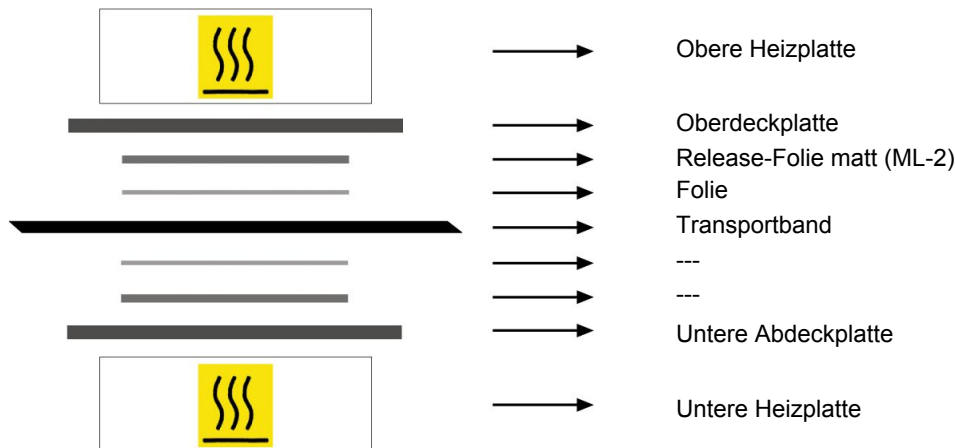 Obere Heizplatte
Oberdeckplatte
Release-Folie matt (ML-2)
Folie
Transportband
---
---
Untere Abdeckplatte
Untere Heizplatte